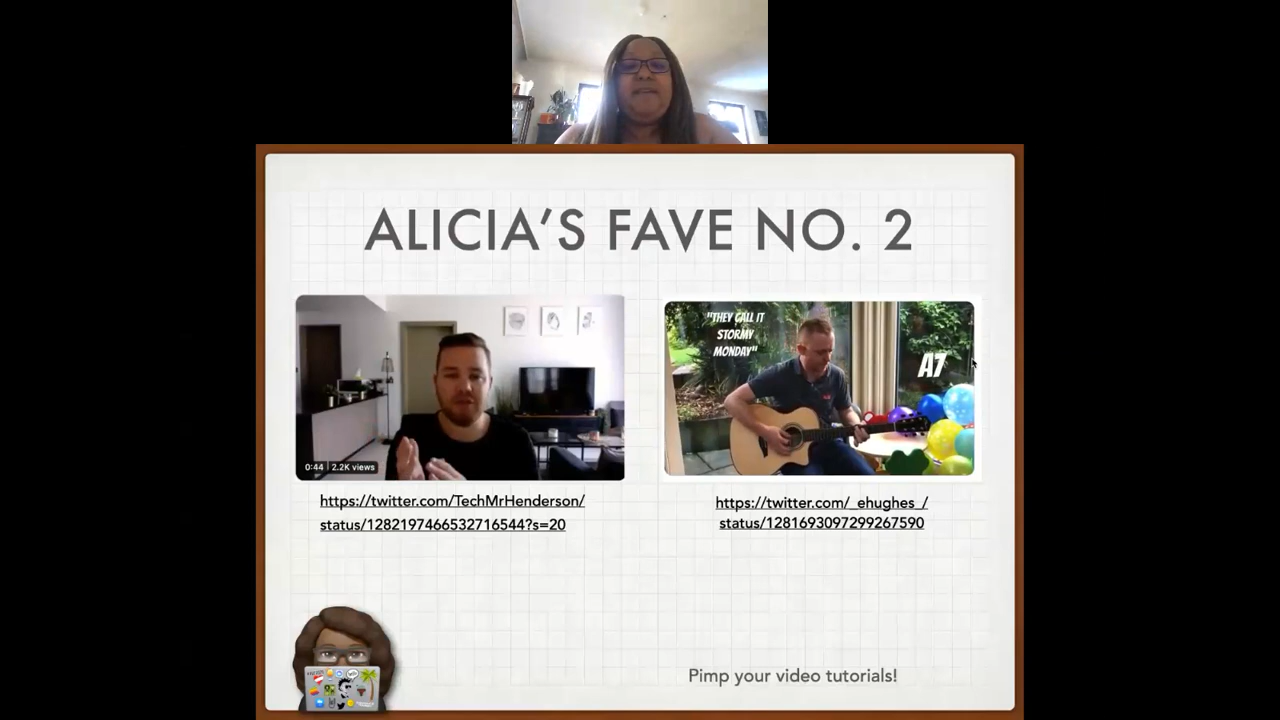 ALICIA'S FAVE NO. 2
"THEY CALL IT
STORMY
MONDAY"
A7
0:44 | 2.2K views
https://twitter.com/TechMrHenderson/
status/1282197466532716544?s=20
https://twitter.com/_ehughes_/
status/1281693097299267590
Pimp your video tutorials!